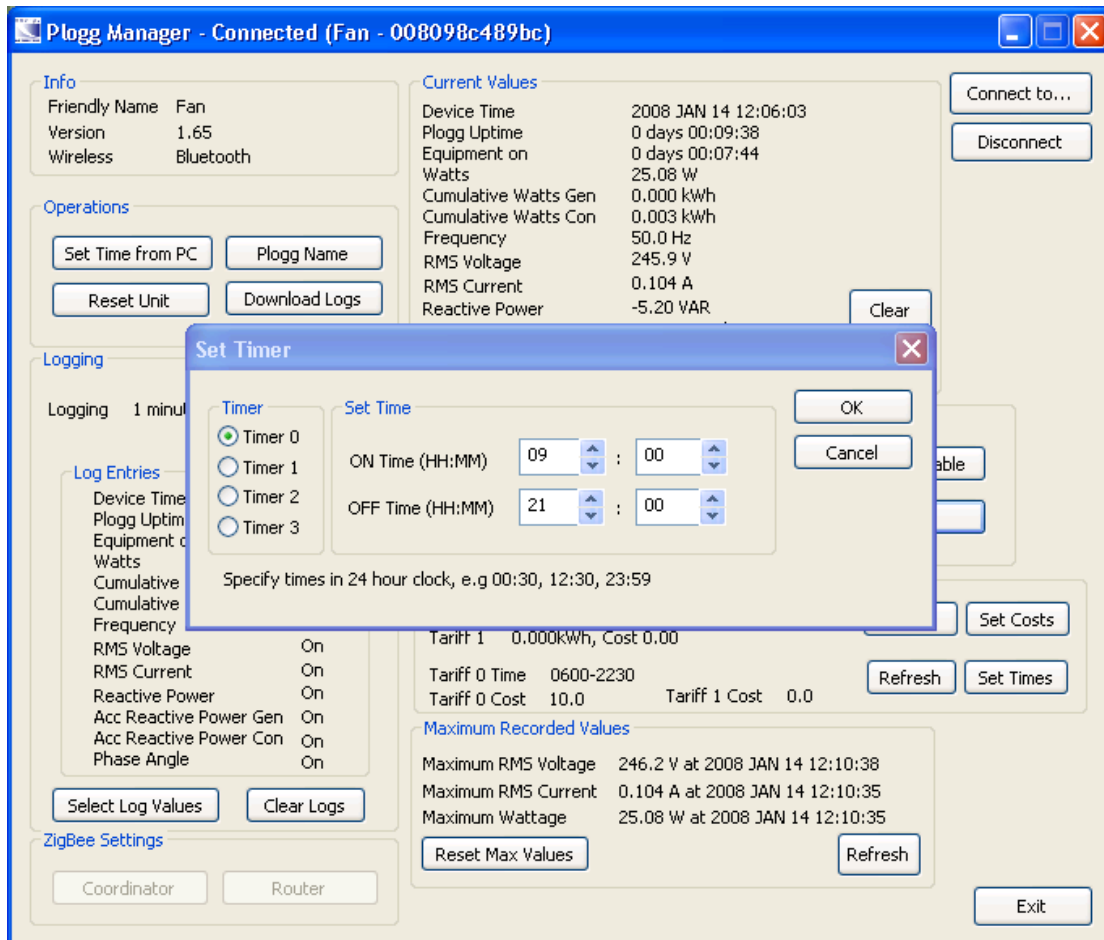 Plogg Manager - Connected (Fan - 008098c489bc)
Info
Friendly Name Fan
Version 1.65
Wireless Bluetooth
Current Values
Device Time 2008 JAN 14 12:06:03
Plogg Uptime 0 days 00:09:38
Equipment on 0 days 00:07:44
Watts 25.08 W
Cumulative Watts Gen 0.000 kWh
Cumulative Watts Con 0.003 kWh
Frequency 50.0 Hz
RMS Voltage 245.9 V
RMS Current 0.104 A
Reactive Power -5.20 VAR
Clear
Connect to...
Disconnect
Operations
Set Time from PC Plogg Name
Reset Unit Download Logs
Set Timer
Timer
Timer 0
Timer 1
Timer 2
Timer 3
Set Time
ON Time (HH:MM) 09 : 00
OFF Time (HH:MM) 21 : 00
OK
Cancel
Specify times in 24 hour clock, e.g 00:30, 12:30, 23:59
Logging
Logging 1
Log Entries
Device Time
Plogg
Equipment
Watts
Cumulative
Cumulative
Frequency
RMS Voltage On
RMS Current On
Reactive Power On
Acc Reactive Power Gen On
Acc Reactive Power Con On
Phase Angle On
Select Log Values Clear Logs
Tariff 1 0.000kWh, Cost 0.00
Set Costs
Tariff 0 Time 0600-2230
Tariff 0 Cost 10.0 Tariff 1 Cost 0.0
Refresh Set Times
Maximum Recorded Values
Maximum RMS Voltage 246.2 V at 2008 JAN 14 12:10:38
Maximum RMS Current 0.104 A at 2008 JAN 14 12:10:35
Maximum Wattage 25.08 W at 2008 JAN 14 12:10:35
Reset Max Values Refresh
ZigBee Settings
Coordinator Router
Exit